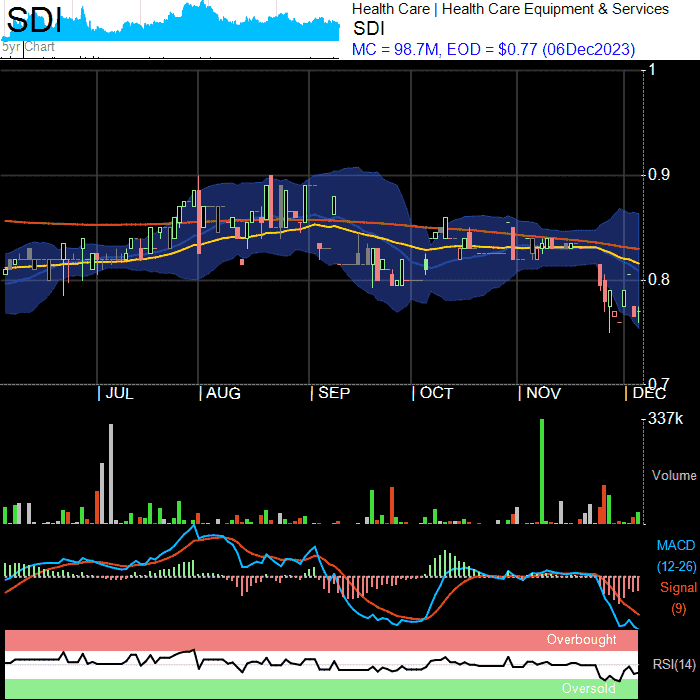 SDI
5yr Chart
Health Care | Health Care Equipment & Services
SDI
MC = 98.7M, EOD = $0.77 (06Dec2023)
1
0.9
0.8
0.7
| JUL | AUG | SEP | OCT | NOV | DEC
337k
Volume
MACD
(12-26)
Signal
(9)
Overbought
RSI(14)
Oversold